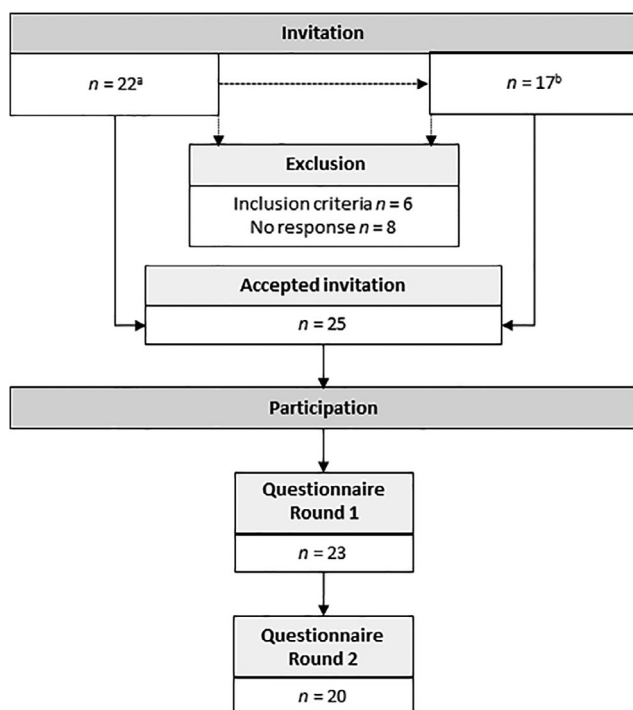 Invitation
n = 22ᵃ
n = 17ᵇ
Exclusion
Inclusion criteria n = 6
No response n = 8
Accepted invitation
n = 25
Participation
Questionnaire
Round 1
n = 23
Questionnaire
Round 2
n = 20